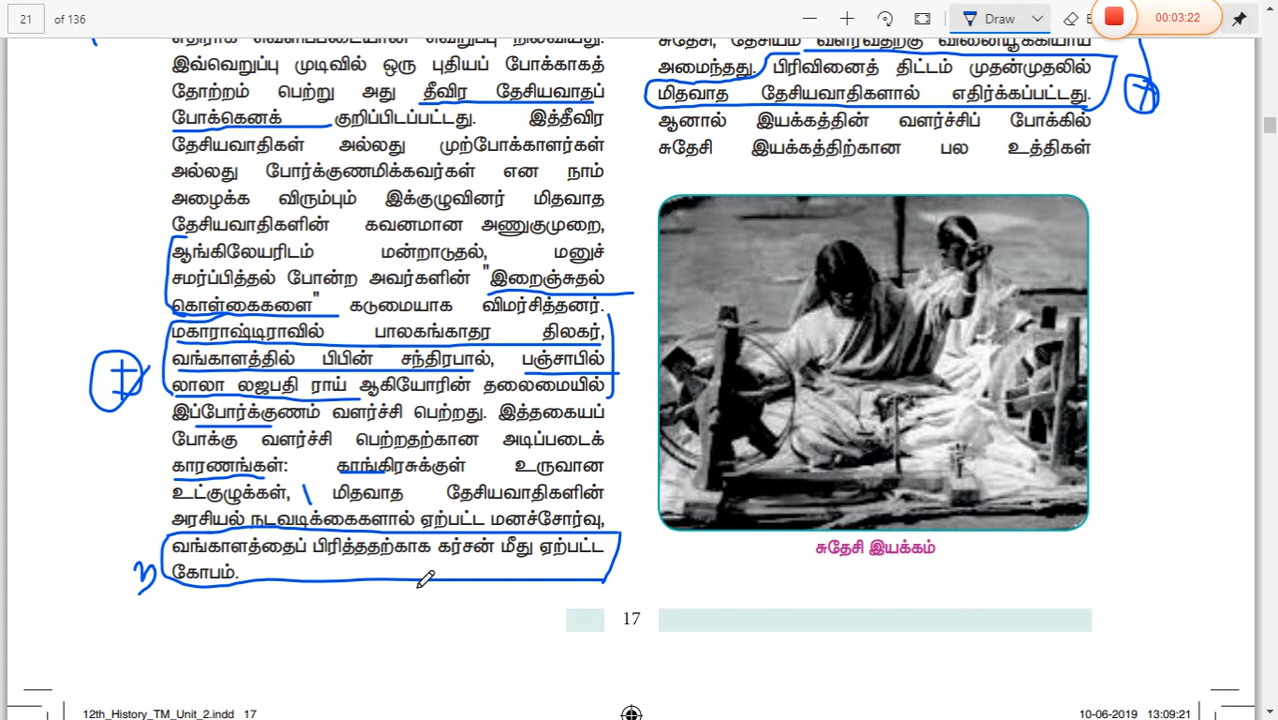 21 of 136
Draw
00:03:22
எதிராக வெளிப்படையாலா வெறுப்பு நிலவியது.
இவ்வெறுப்பு முடிவில் ஒரு புதியப் போக்காகத்
தோற்றம் பெற்று அது தீவிர தேசியவாதப்
போக்கெனக் குறிப்பிடப்பட்டது. இத்தீவிர
தேசியவாதிகள் அல்லது முற்போக்காளர்கள்
அல்லது போர்க்குணமிக்கவர்கள் என நாம்
அழைக்க விரும்பும் இக்குழுவினர் மிதவாத
தேசியவாதிகளின் கவனமான அணுகுமுறை,
ஆங்கிலேயரிடம் மன்றாடுதல், மனுச்
சமர்ப்பித்தல் போன்ற அவர்களின் "இறைஞ்சுதல்
கொள்கைகளை" கடுமையாக விமர்சித்தனர்.
மகாராஷ்டிராவில் பாலகங்காதர திலகர்,
வங்காளத்தில் பிபின் சந்திரபால், பஞ்சாபில்
லாலா லஜபதி ராய் ஆகியோரின் தலைமையில்
இப்போர்க்குணம் வளர்ச்சி பெற்றது. இத்தகையப்
போக்கு வளர்ச்சி பெற்றதற்கான அடிப்படைக்
காரணங்கள்: காங்கிரசுக்குள் உருவான
உட்குழுக்கள், மிதவாத தேசியவாதிகளின்
அரசியல் நடவடிக்கைகளால் ஏற்பட்ட மனச்சோர்வு,
வங்காளத்தைப் பிரித்ததற்காக கர்சன் மீது ஏற்பட்ட
கோபம்.
சுதேசி, தேசியம் வளர்வதற்கு வினையூக்கியாய்
அமைந்தது. பிரிவினைத் திட்டம் முதன்முதலில்
மிதவாத தேசியவாதிகளால் எதிர்க்கப்பட்டது.
ஆனால் இயக்கத்தின் வளர்ச்சிப் போக்கில்
சுதேசி இயக்கத்திற்கான பல உத்திகள்
சுதேசி இயக்கம்
17
12th_History_TM_Unit_2.indd 17
10-06-2019 13:09:21